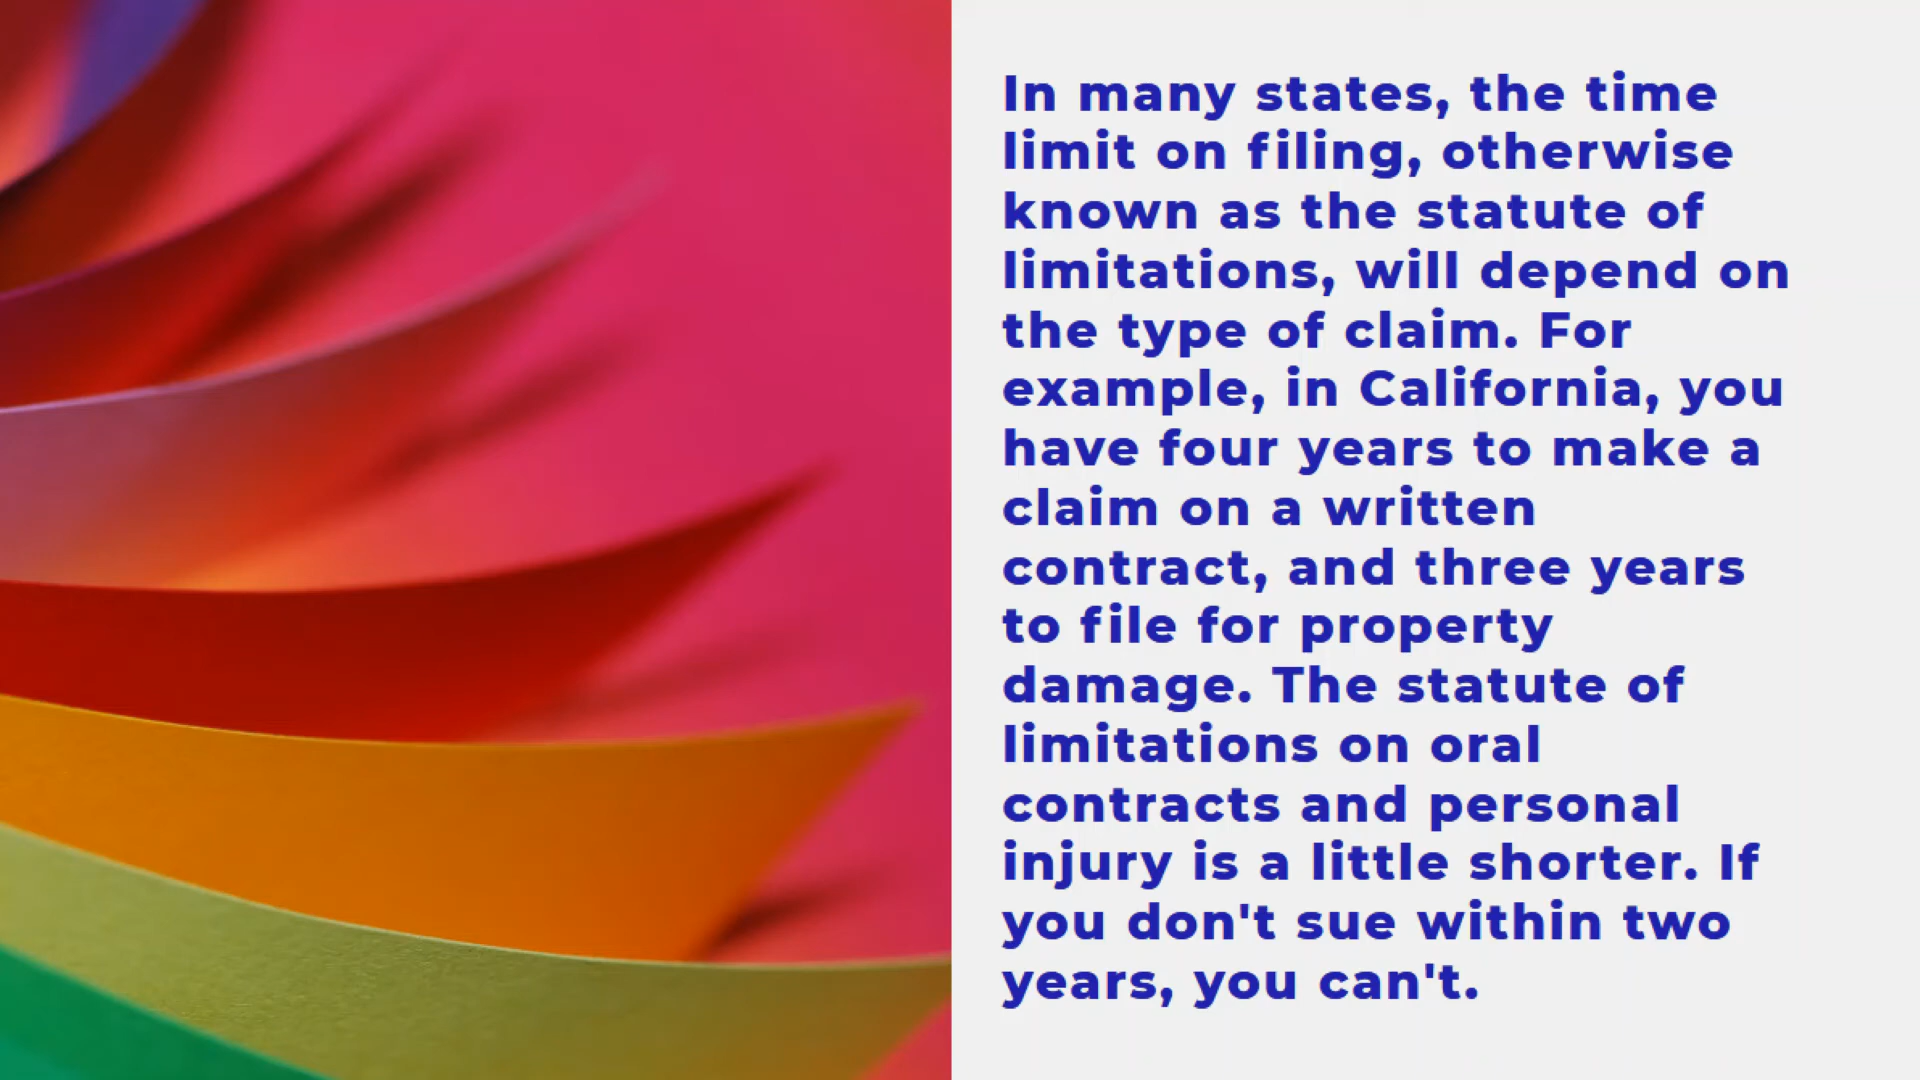 In many states, the time
limit on filing, otherwise
known as the statute of
limitations, will depend on
the type of claim. For
example, in California, you
have four years to make a
claim on a written
contract, and three years
to file for property
damage. The statute of
limitations on oral
contracts and personal
injury is a little shorter. If
you don't sue within two
years, you can't.